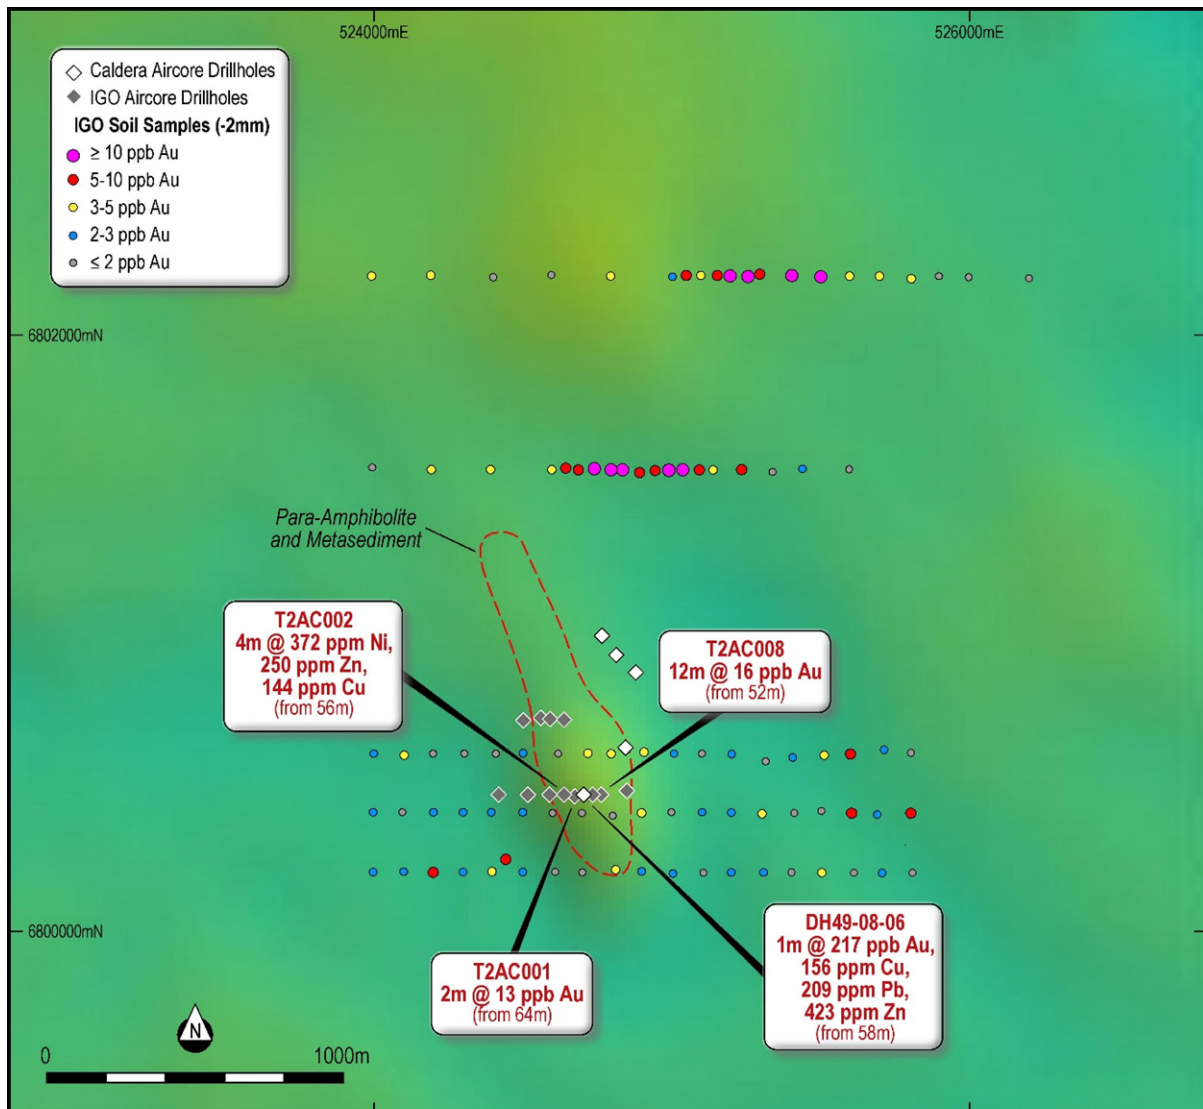 524000mE
526000mE
Caldera Aircore Drillholes
IGO Aircore Drillholes
IGO Soil Samples (-2mm)
≥ 10 ppb Au
5-10 ppb Au
3-5 ppb Au
2-3 ppb Au
≤ 2 ppb Au
6802000mN
Para-Amphibolite
and Metasediment
T2AC002
4m @ 372 ppm Ni,
250 ppm Zn,
144 ppm Cu
(from 56m)
T2AC008
12m @ 16 ppb Au
(from 52m)
6800000mN
T2AC001
2m @ 13 ppb Au
(from 64m)
DH49-08-06
1m @ 217 ppb Au,
156 ppm Cu,
209 ppm Pb,
423 ppm Zn
(from 58m)
N
0
1000m